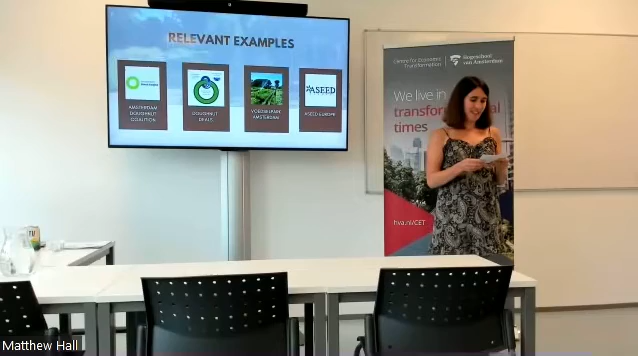 RELEVANT EXAMPLES
AMSTERDAM
DOUGHNUT
COALITION
DOUGHNUT
DEALS
VOEDSELPARK
AMSTERDAM
ASEED
ASEED EUROPE
Centre for Economic
Transformation
Hogeschool
van Amsterdam
We live in
times
hva.nl/CET
Matthew Hall